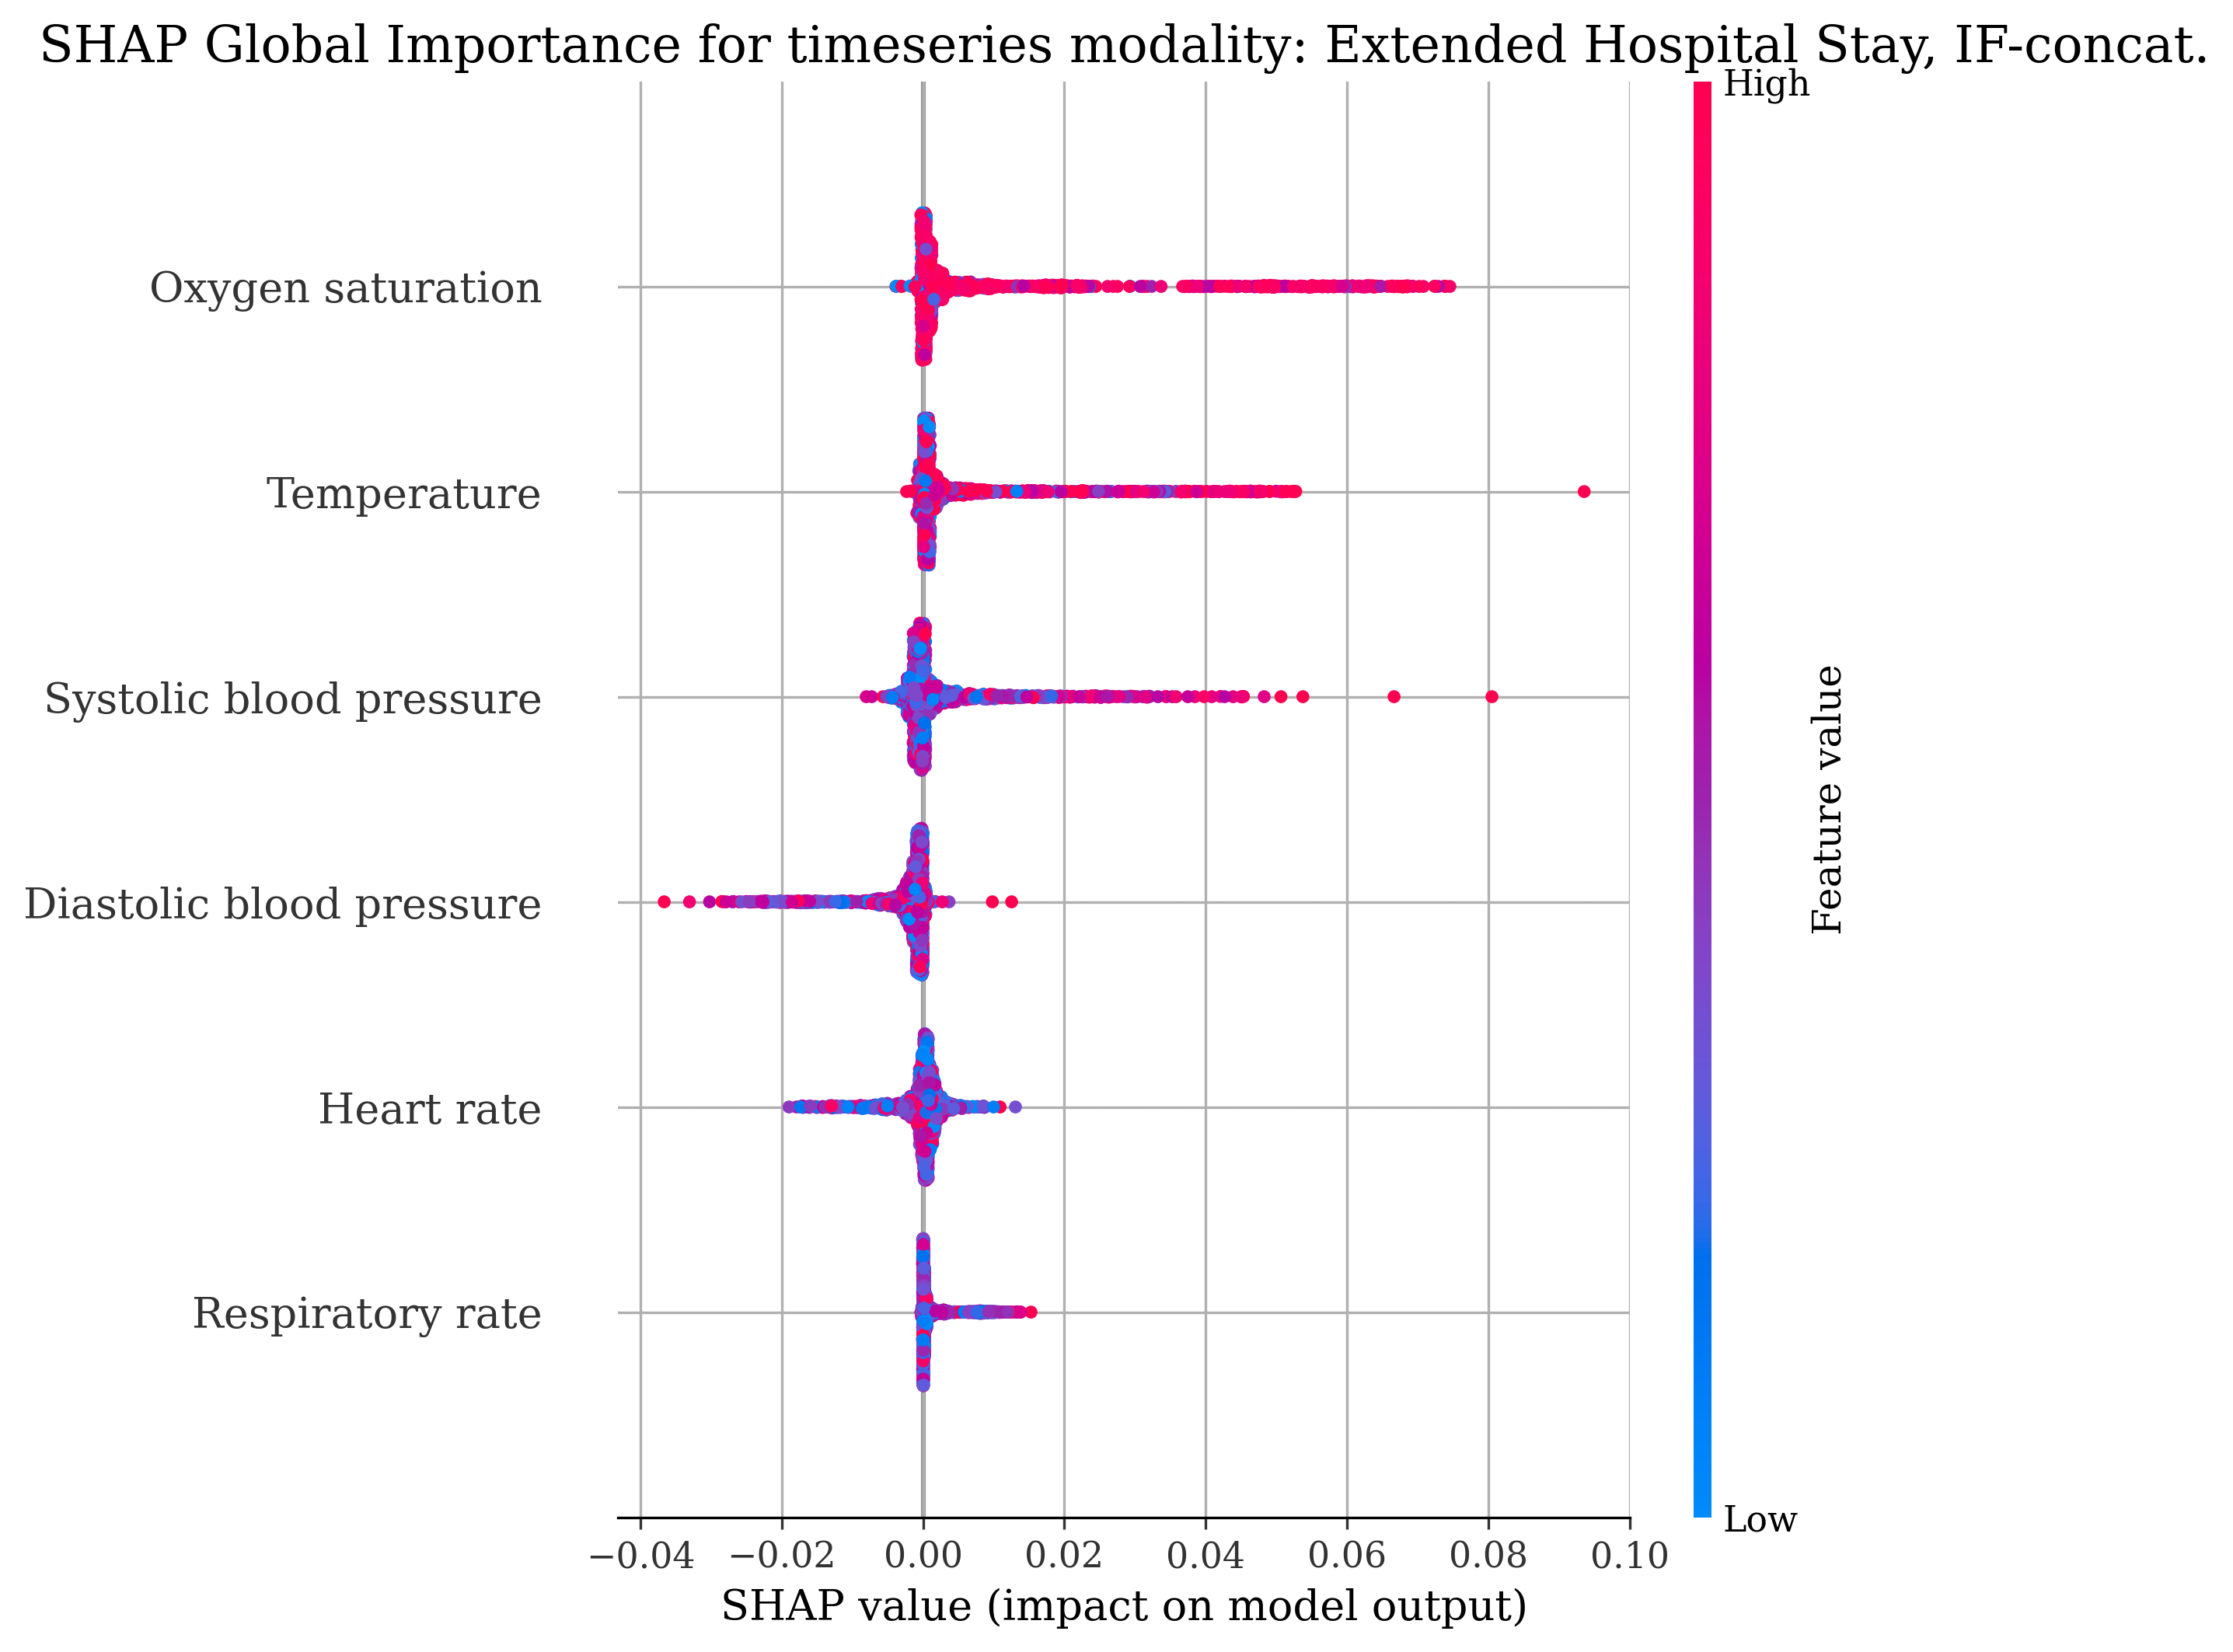 SHAP Global Importance for timeseries modality: Extended Hospital Stay, IF-concat.
High
Oxygen saturation
Temperature
Systolic blood pressure
Diastolic blood pressure
Heart rate
Respiratory rate
Feature value
Low
−0.04 −0.02 0.00 0.02 0.04 0.06 0.08 0.10
SHAP value (impact on model output)